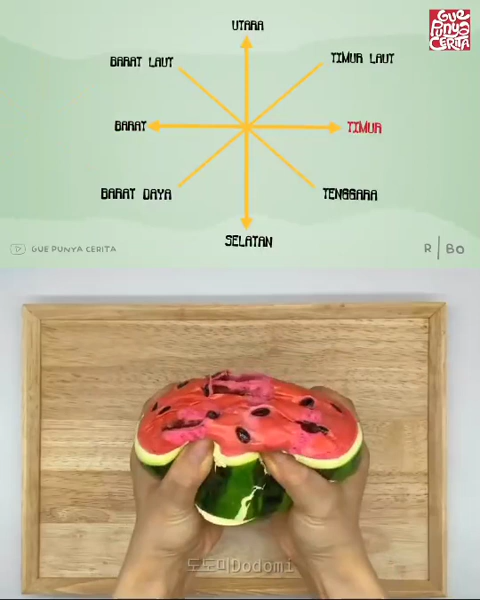 GUE
PUNYA
CERITA
UTARA
BARAT LAUT
TIMUR LAUT
BARAT
TIMUR
BARAT DAYA
TENGGARA
SELATAN
GUE PUNYA CERITA
R | BO
도도미Dodomi